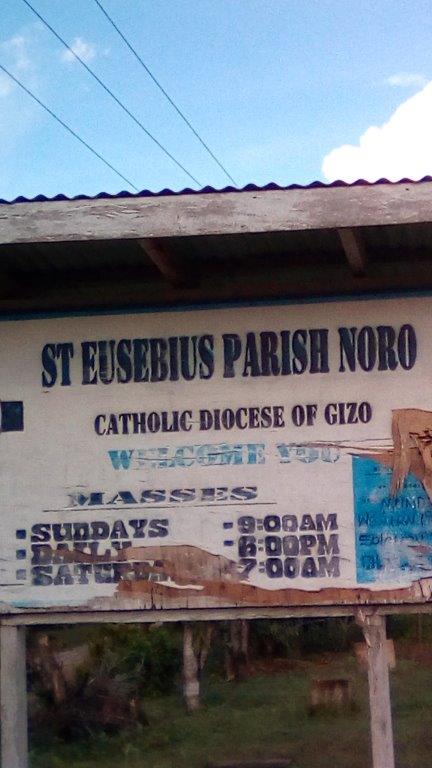 ST EUSEBIUS PARISH NORO
CATHOLIC DIOCESE OF GIZO
WELCOME YOU
MASSES
SUNDAYS - 9:00AM
DAILY - 6:00PM
7:00AM